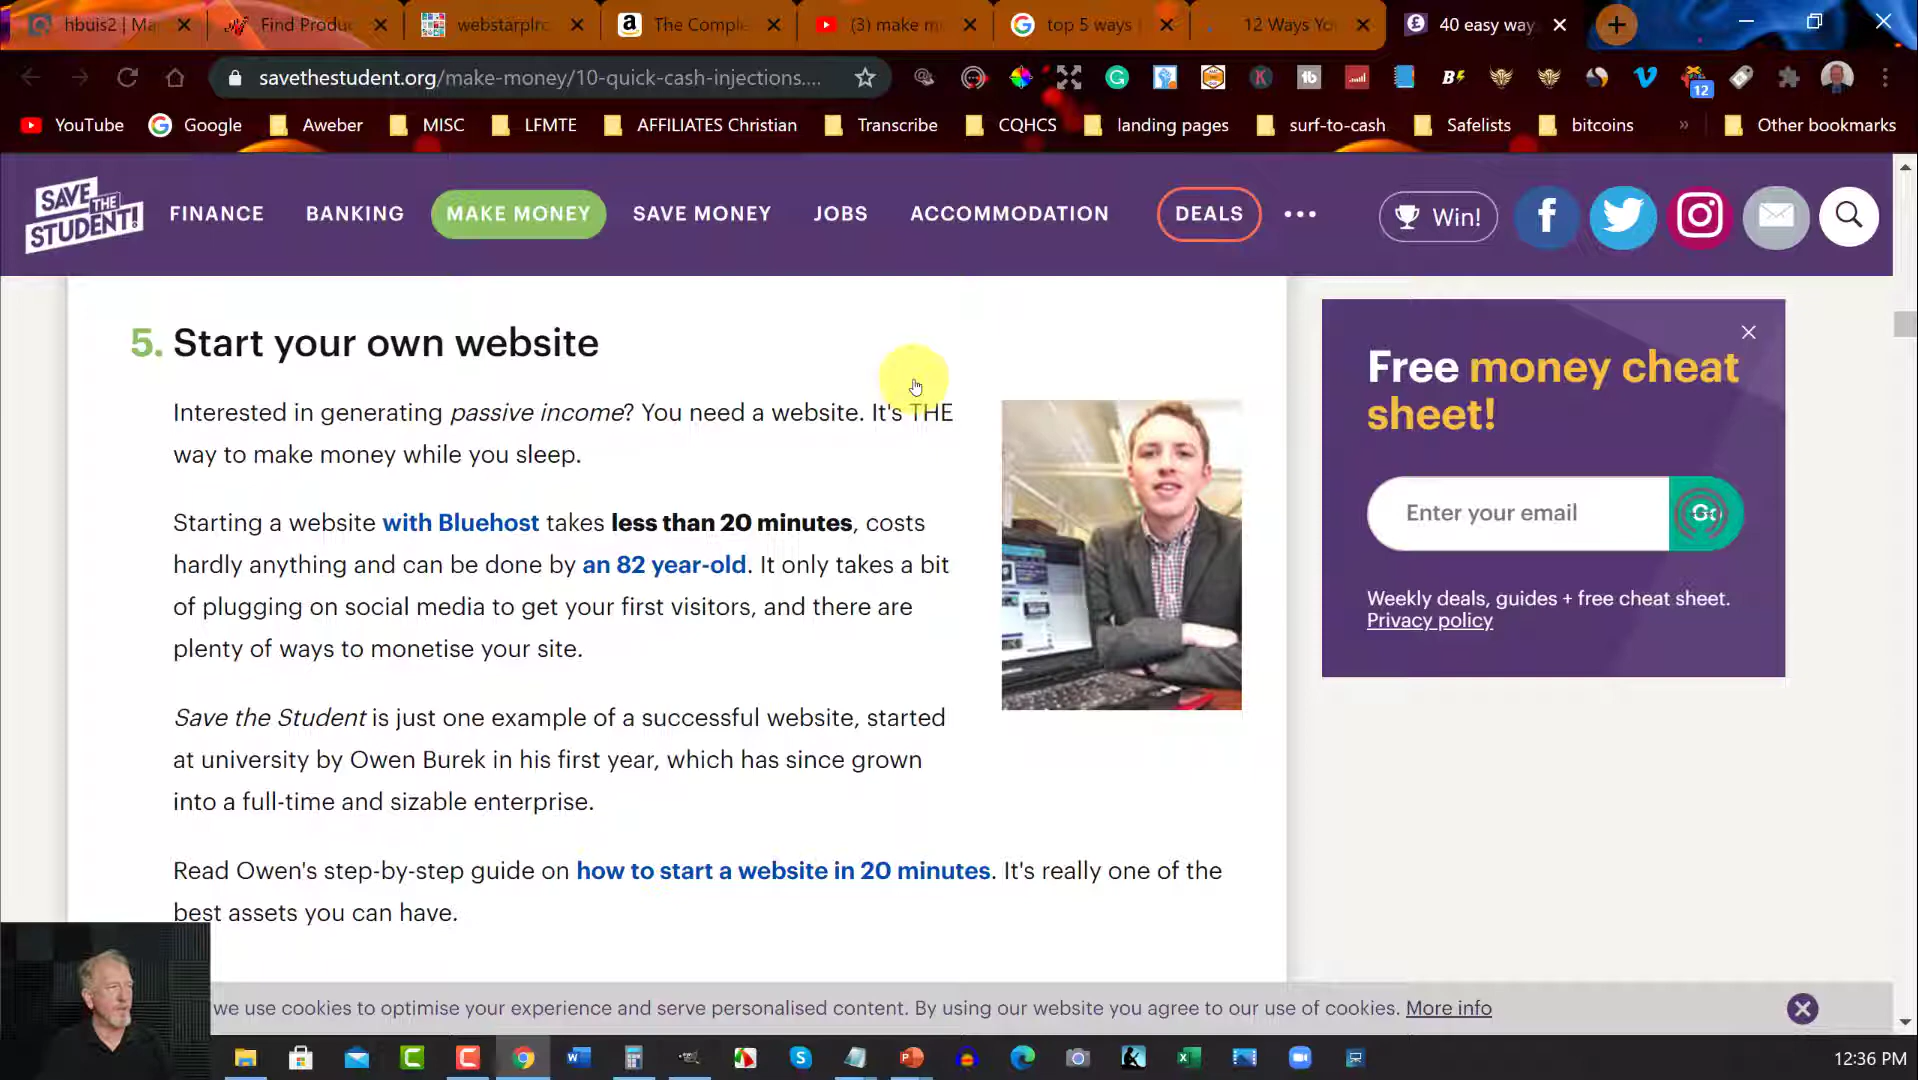 hbuis2 | Ma
Find Produc
webstarplrc
The Comple
(3) make m
top 5 ways
12 Ways Yo
40 easy way
savethestudent.org/make-money/10-quick-cash-injections....
12
YouTube
Google
Aweber
MISC
LFMTE
AFFILIATES Christian
Transcribe
CQHCS
landing pages
surf-to-cash
Safelists
bitcoins
»
Other bookmarks
SAVE THE STUDENT!
FINANCE
BANKING
MAKE MONEY
SAVE MONEY
JOBS
ACCOMMODATION
DEALS
Win!
5. Start your own website
Interested in generating passive income? You need a website. It's THE
way to make money while you sleep.
Starting a website with Bluehost takes less than 20 minutes, costs
hardly anything and can be done by an 82 year-old. It only takes a bit
of plugging on social media to get your first visitors, and there are
plenty of ways to monetise your site.
Save the Student is just one example of a successful website, started
at university by Owen Burek in his first year, which has since grown
into a full-time and sizable enterprise.
Read Owen's step-by-step guide on how to start a website in 20 minutes. It's really one of the
best assets you can have.
Free money cheat
sheet!
Enter your email
Go
Weekly deals, guides + free cheat sheet.
Privacy policy
we use cookies to optimise your experience and serve personalised content. By using our website you agree to our use of cookies. More info
12:36 PM